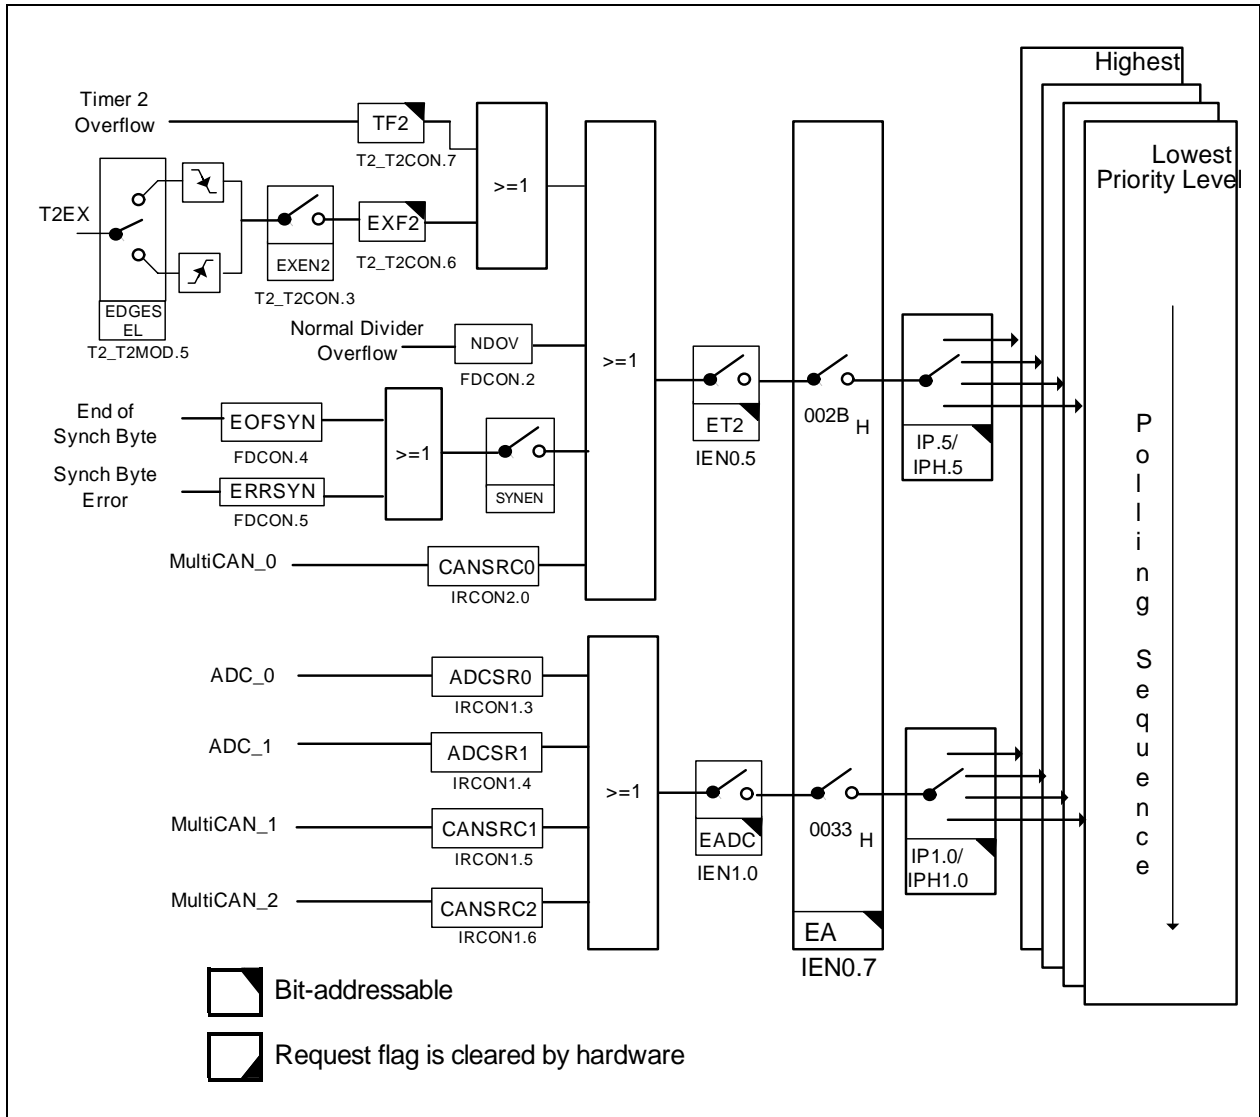 Highest
Lowest
Priority Level
Timer 2
Overflow
TF2
T2_T2CON.7
>=1
T2EX
EDGES
EL
T2_T2MOD.5
EXEN2
T2_T2CON.3
EXF2
T2_T2CON.6
Normal Divider
Overflow
NDOV
FDCON.2
>=1
End of
Synch Byte
EOFSYN
FDCON.4
Synch Byte
Error
ERRSYN
FDCON.5
>=1
SYNEN
MultiCAN_0
CANSRC0
IRCON2.0
ET2
IEN0.5
002B H
IP.5/
IPH.5
ADC_0
ADCSR0
IRCON1.3
ADC_1
ADCSR1
IRCON1.4
MultiCAN_1
CANSRC1
IRCON1.5
MultiCAN_2
CANSRC2
IRCON1.6
>=1
EADC
IEN1.0
0033 H
IP1.0/
IPH1.0
EA
IEN0.7
Polling Sequence
Bit-addressable
Request flag is cleared by hardware